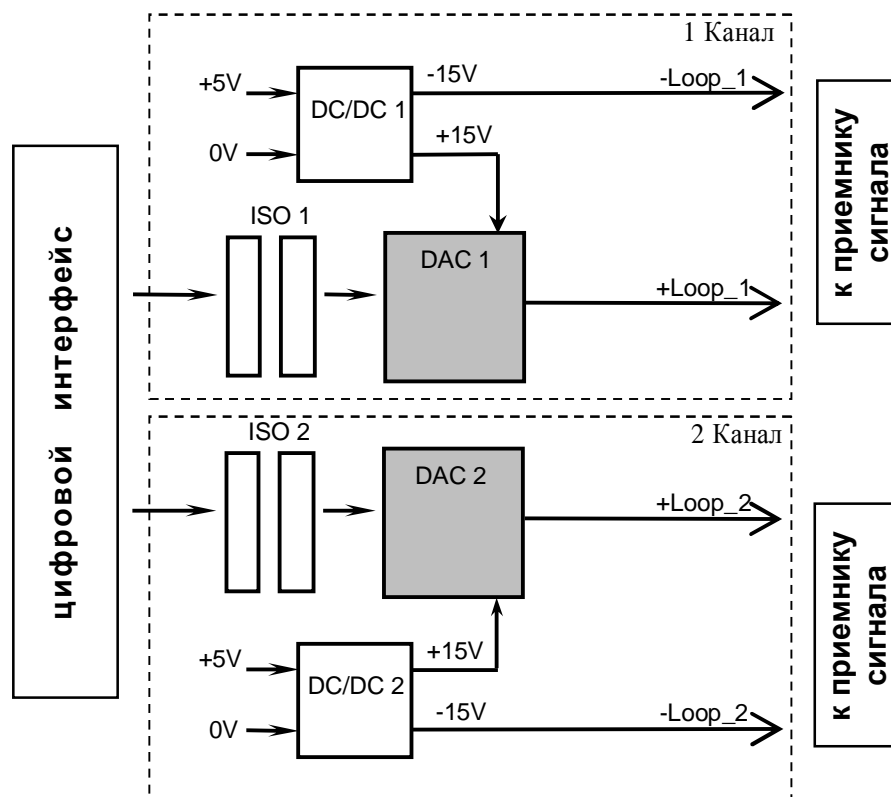 1 Канал
-15V
-Loop_1
+5V
DC/DC 1
+15V
0V
ISO 1
DAC 1
+Loop_1
цифровой интерфейс
к приемнику
сигнала
2 Канал
ISO 2
DAC 2
+Loop_2
+5V
+15V
DC/DC 2
-15V
-Loop_2
0V
к приемнику
сигнала